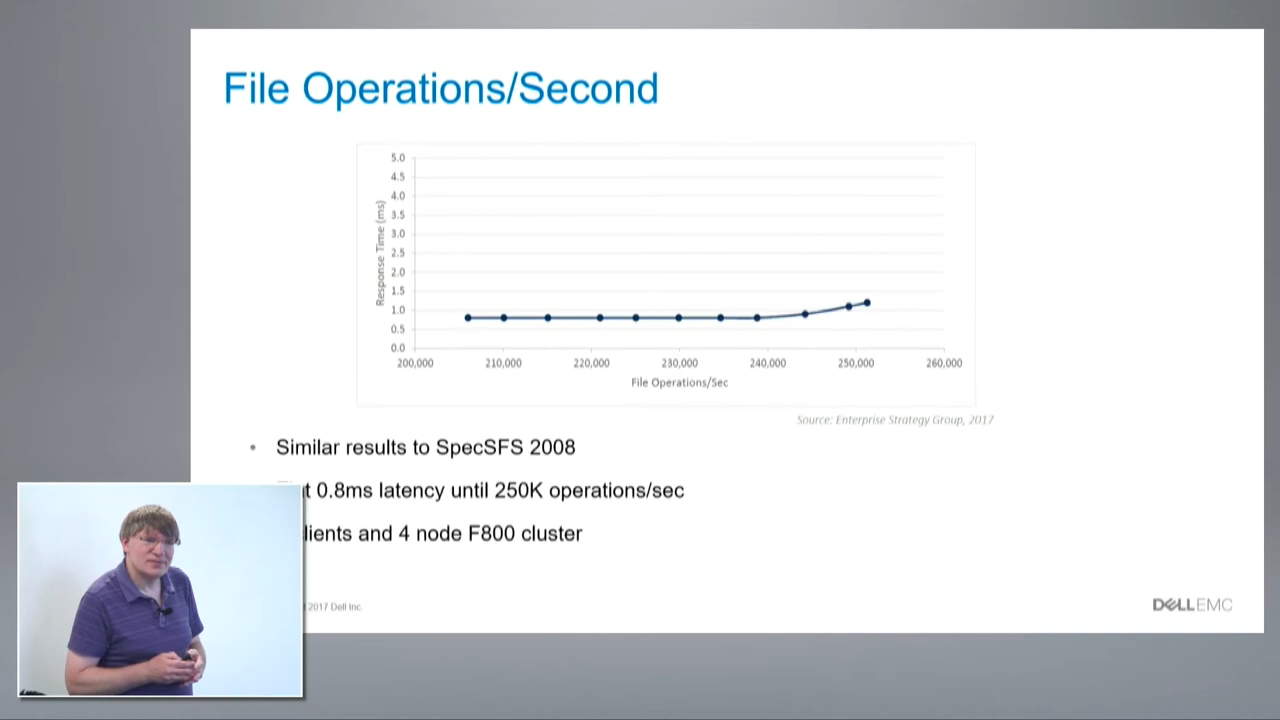 File Operations/Second
5.0
4.5
4.0
3.5
3.0
2.5
2.0
1.5
1.0
0.5
0.0
Response Time (ms)
200,000 210,000 220,000 230,000 240,000 250,000 260,000
File Operations/Sec
Source: Enterprise Strategy Group, 2017
• Similar results to SpecSFS 2008
0.8ms latency until 250K operations/sec
and 4 node F800 cluster
2017 Dell Inc.
DELLEMC